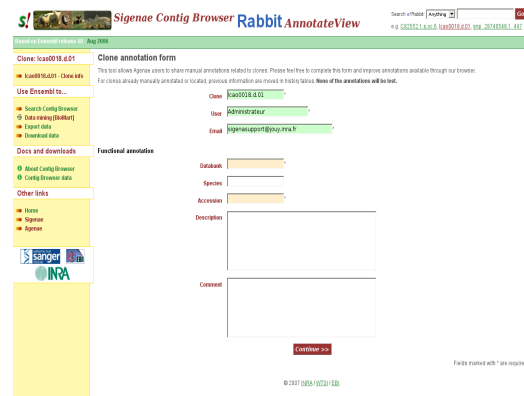 s! Sigenae Contig Browser Rabbit AnnotateView
Search of Rabbit: Anything Go
e.g. lcao0018.d.01
Based on Ensembl release 40 Aug 2006
Clone: lcao0018.d.01
lcao0018.d.01 - Clone info
Use Ensembl to...
Search Contig Browser
Data mining [BioMart]
Export data
Download data
Docs and downloads
About Contig Browser
Contig Browser data
Other links
Home
Sigenae
Agenae
sanger EBI
INRA
Clone annotation form
This tool allows Agenae users to share manual annotations related to clones. Please feel free to complete this form and improve annotations available through our browser.
For clones already manually annotated or located, previous information are moved in history tables. None of the annotations will be lost.
Clone lcao0018.d.01 *
User Administrateur *
Email sigenasupport@jouy.inra.fr *
Functional annotation
Databank *
Species
Accession *
Description
Comment
Continue >>
Fields marked with * are require
© 2007 INRA / WTSI / EBI